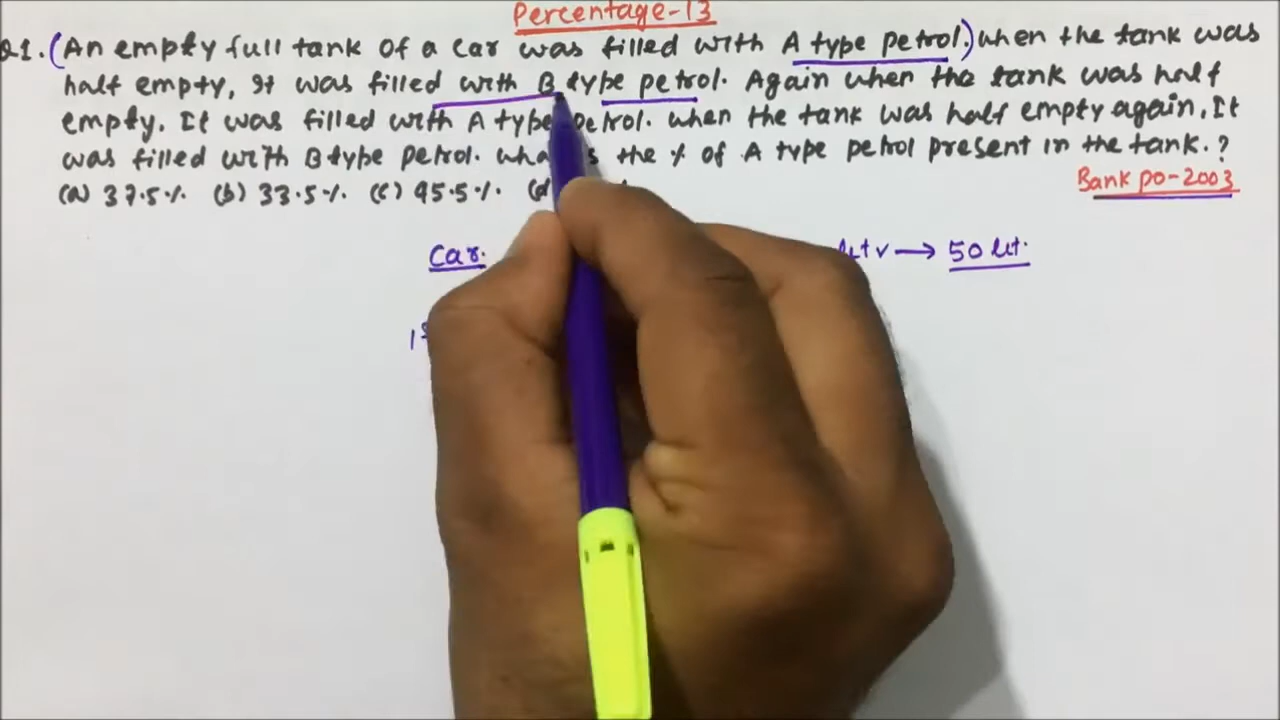 Percentage-13
Q1. (An empty full tank of a car was filled with A type petrol.) when the tank was
half empty, It was filled with B type petrol. Again when the tank was half
empty. It was filled with A type petrol. when the tank was half empty again, It
was filled with B type petrol. what is the % of A type petrol present in the tank.?
(a) 37.5% (b) 33.5% (c) 45.5% (d
Bank PO-2003
Car. → 50 lit.